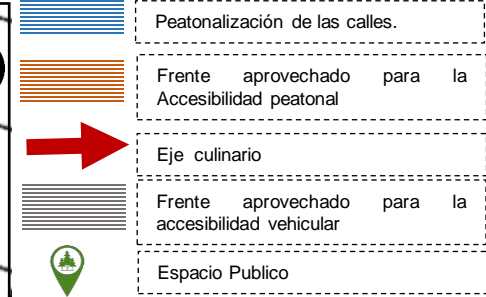 Peatonalización de las calles.
Frente aprovechado para la
Accesibilidad peatonal
Eje culinario
Frente aprovechado para la
accesibilidad vehicular
Espacio Publico